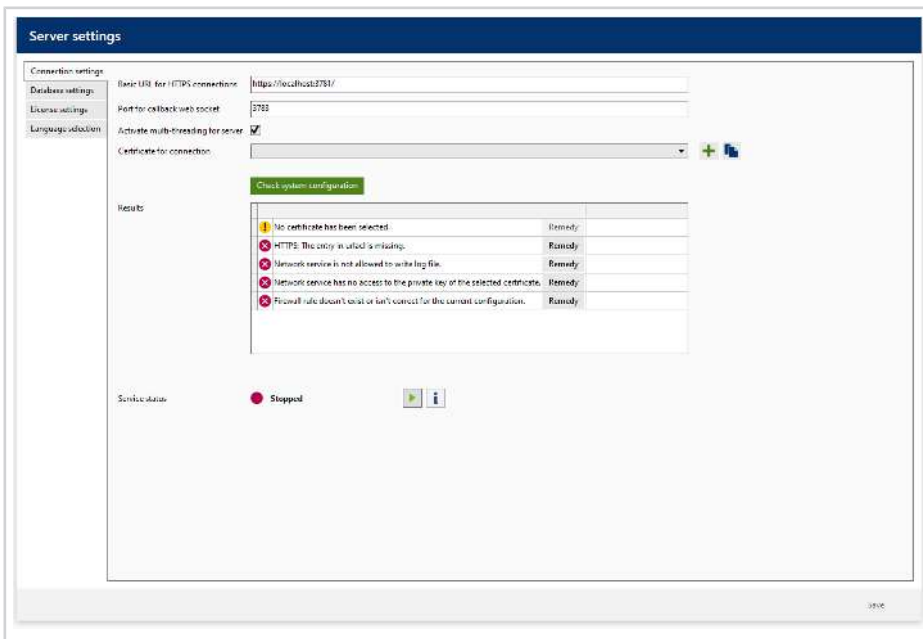 Server settings
Connection settings
Database settings
License settings
Language selection
Basic URL for HTTPS connections https://localhost:3781/
Port for callback web socket 3783
Activate multi-threading for server
Certificate for connection
Check system configuration
Results
No certificate has been selected. Remedy
HTTPS: The entry in urlacl is missing. Remedy
Network service is not allowed to write log file. Remedy
Network service has no access to the private key of the selected certificate. Remedy
Firewall rule doesn't exist or isn't correct for the current configuration. Remedy
Service status Stopped
Save